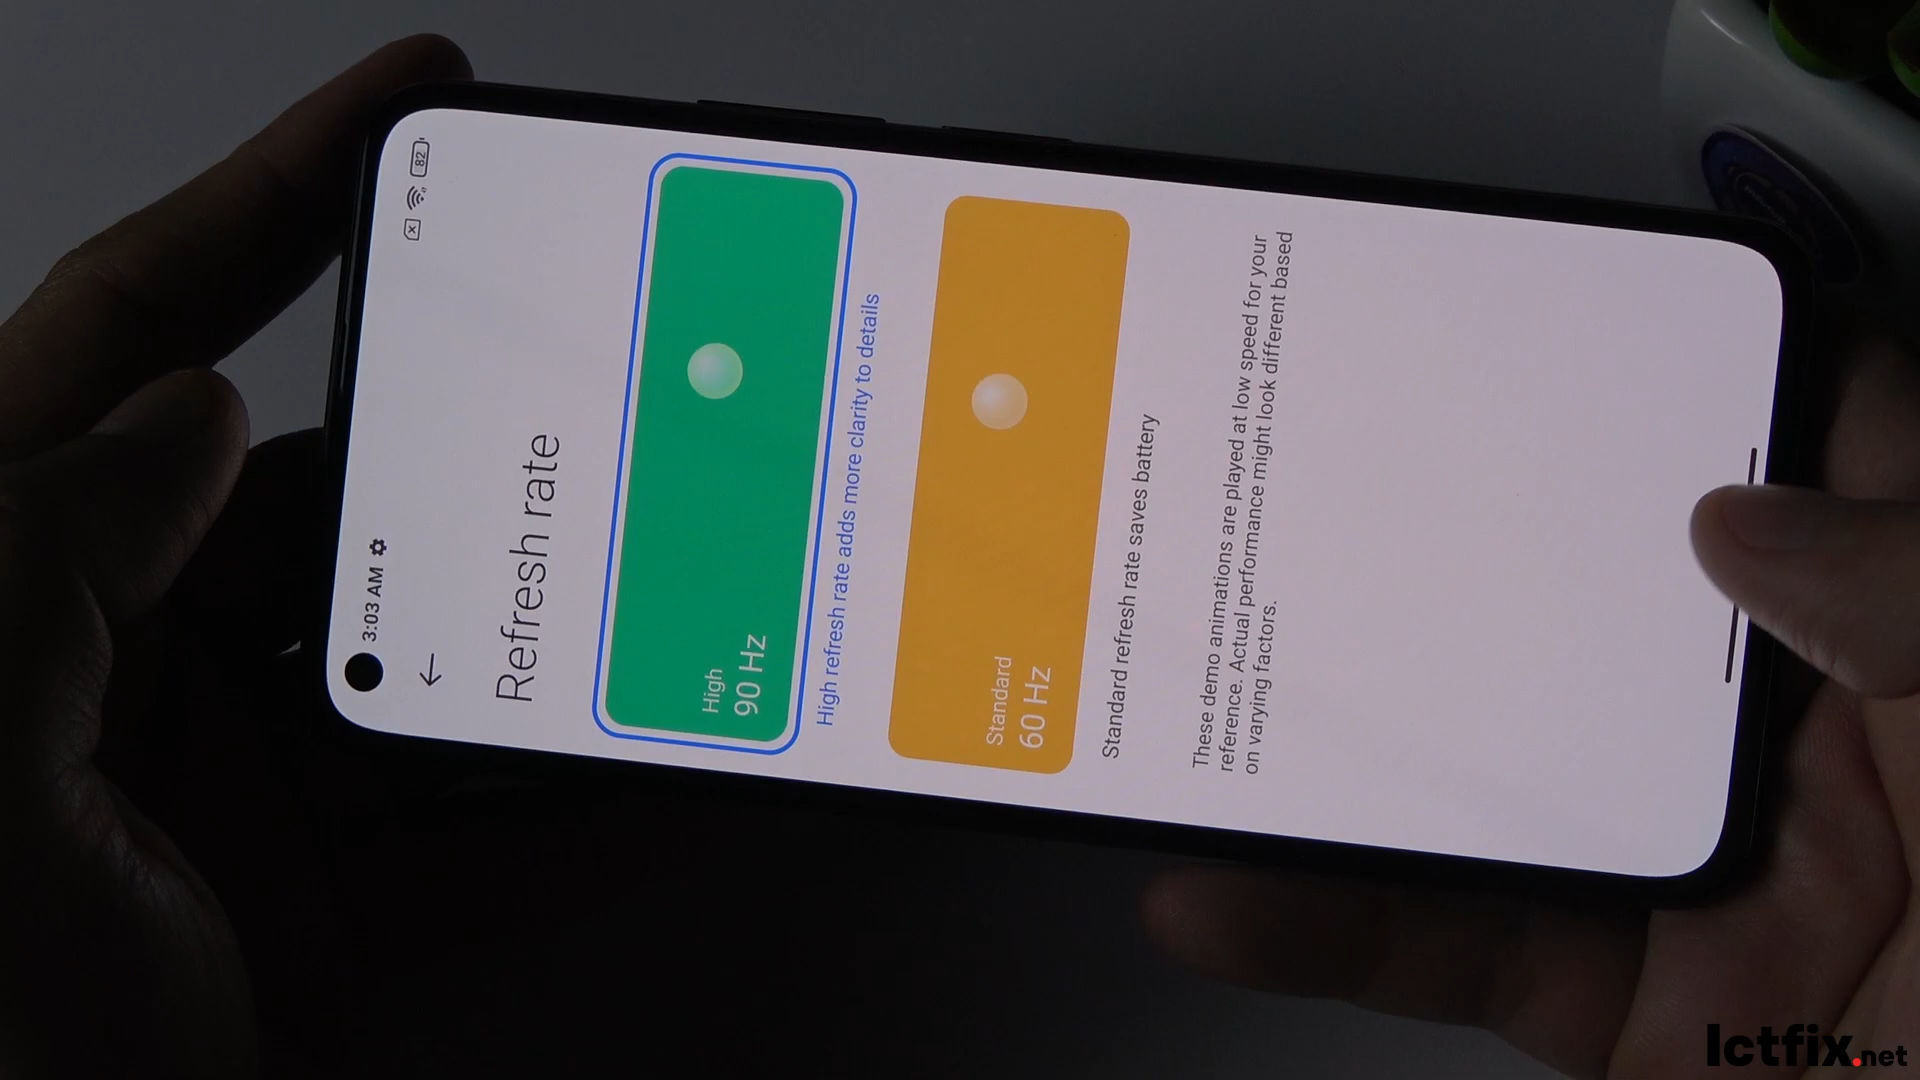 3:03 AM
82
Refresh rate
High
90 Hz
High refresh rate adds more clarity to details
Standard
60 Hz
Standard refresh rate saves battery
These demo animations are played at low speed for your
reference. Actual performance might look different based
on varying factors.
Ictfix.net